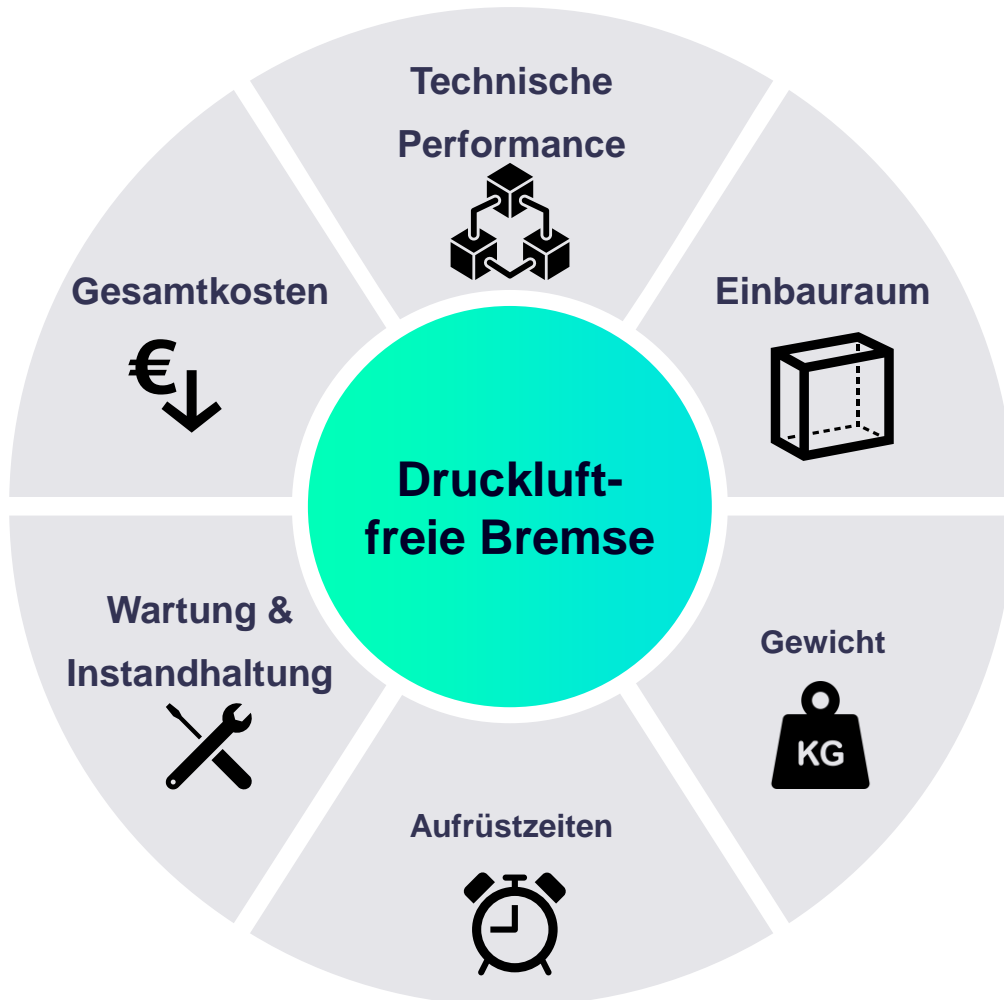 Technische
Performance
Gesamtkosten
€
Einbauraum
Druckluft-
freie Bremse
Wartung &
Instandhaltung
Gewicht
KG
Aufrüstzeiten